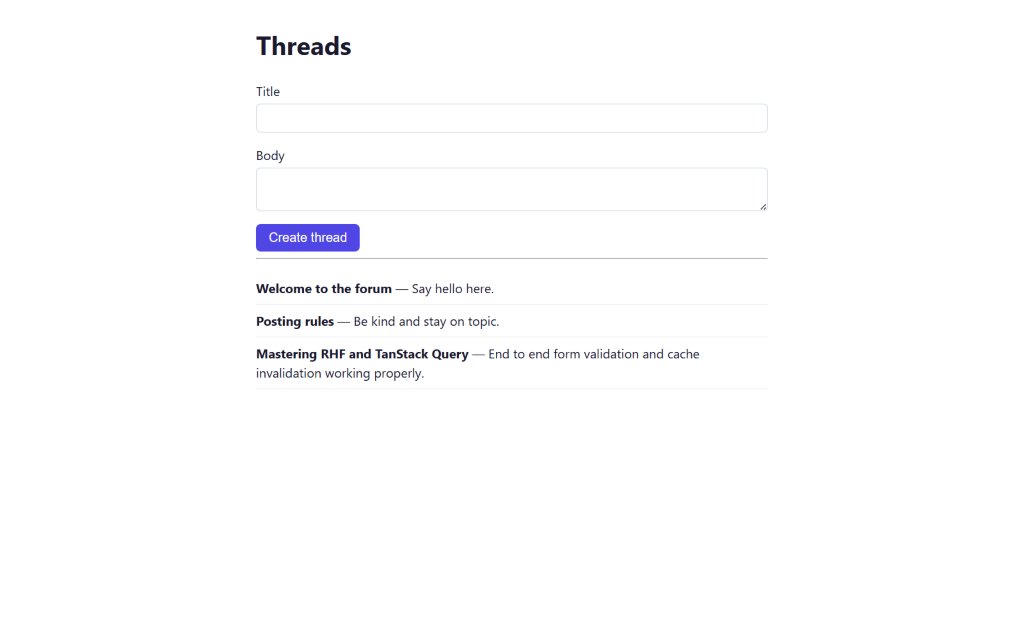 Threads
Title
Body
Create thread
Welcome to the forum — Say hello here.
Posting rules — Be kind and stay on topic.
Mastering RHF and TanStack Query — End to end form validation and cache
invalidation working properly.